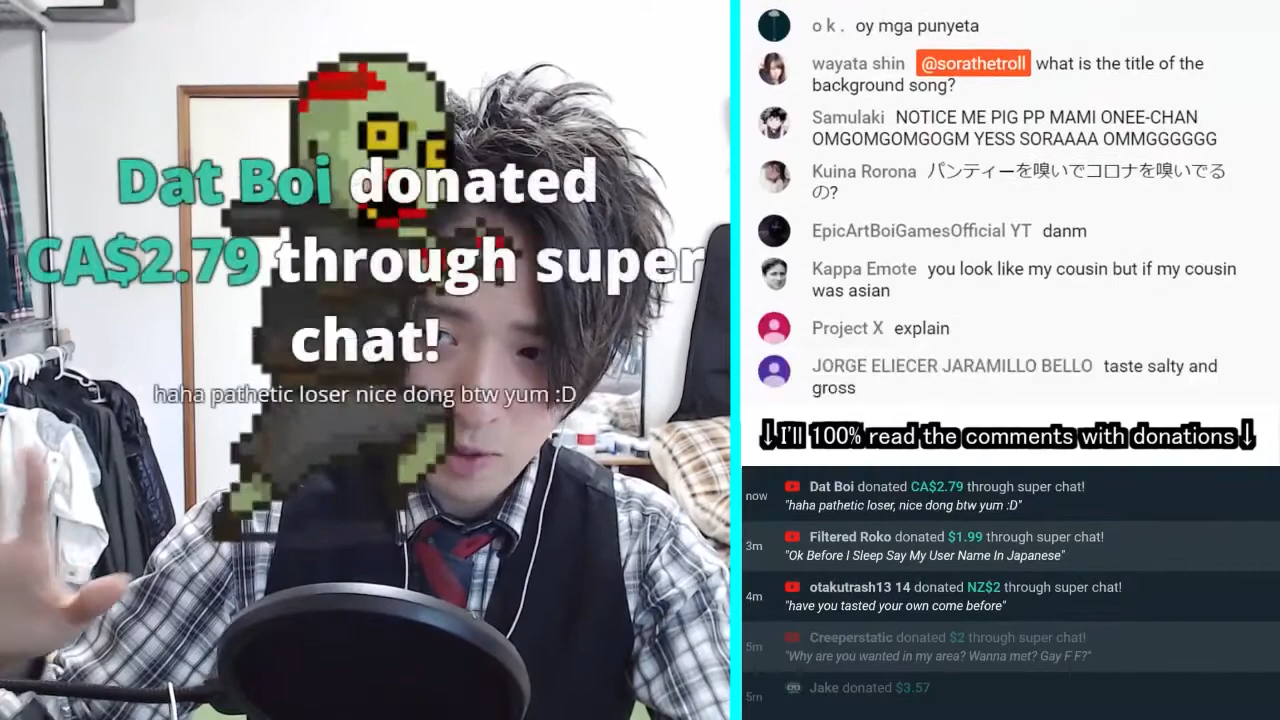 Dat Boi donated
CA$2.79 through super
chat!
haha pathetic loser nice dong btw yum :D
o k . oy mga punyeta
wayata shin @sorathetroll what is the title of the
background song?
Samulaki NOTICE ME PIG PP MAMI ONEE-CHAN
OMGOMGOMGOGM YESS SORAAAA OMMGGGGGG
Kuina Rorona パンティーを嗅いでコロナを嗅いでる
の?
EpicArtBoiGamesOfficial YT danm
Kappa Emote you look like my cousin but if my cousin
was asian
Project X explain
JORGE ELIECER JARAMILLO BELLO taste salty and
gross
↓I'll 100% read the comments with donations↓
now
Dat Boi donated CA$2.79 through super chat!
"haha pathetic loser, nice dong btw yum :D"
3m
Filtered Roko donated $1.99 through super chat!
"Ok Before I Sleep Say My User Name In Japanese"
4m
otakutrash13 14 donated NZ$2 through super chat!
"have you tasted your own come before"
5m
Creeperstatic donated $2 through super chat!
"Why are you wanted in my area? Wanna met? Gay F F?"
5m
Jake donated $3.57